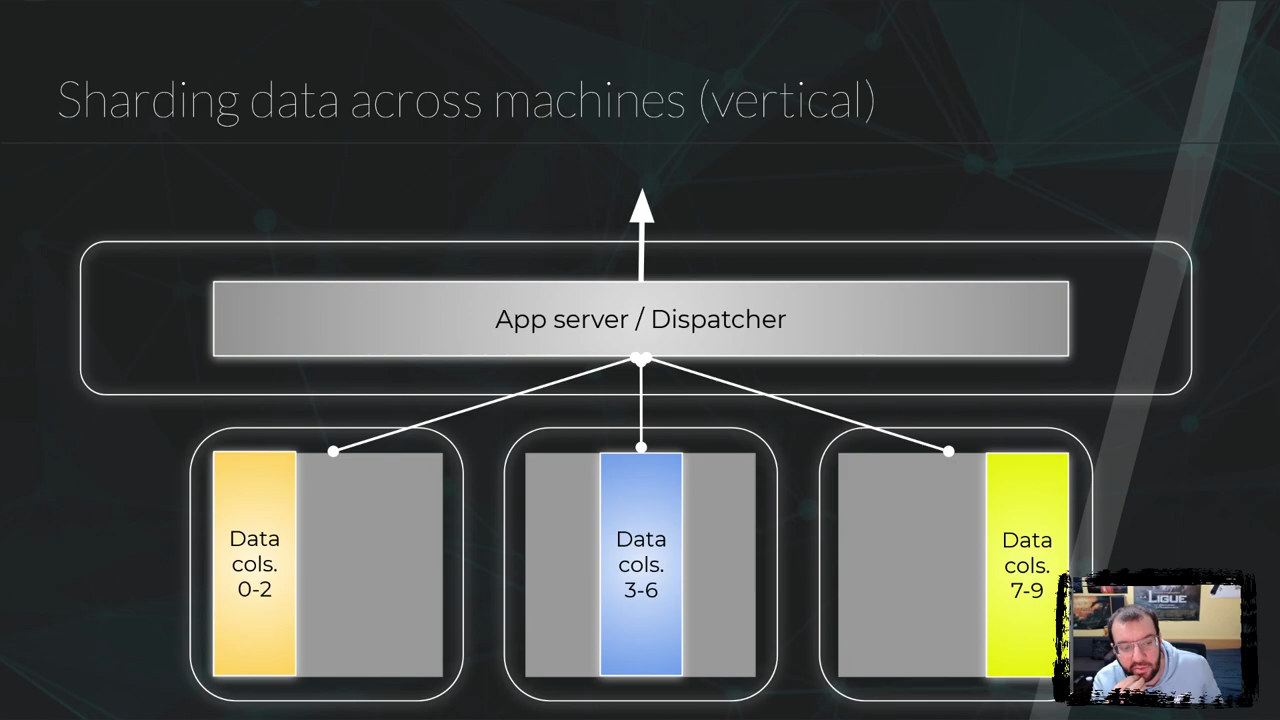 Sharding data across machines (vertical)
App server / Dispatcher
Data
cols.
0-2
Data
cols.
3-6
Data
cols.
7-9
LIGUE